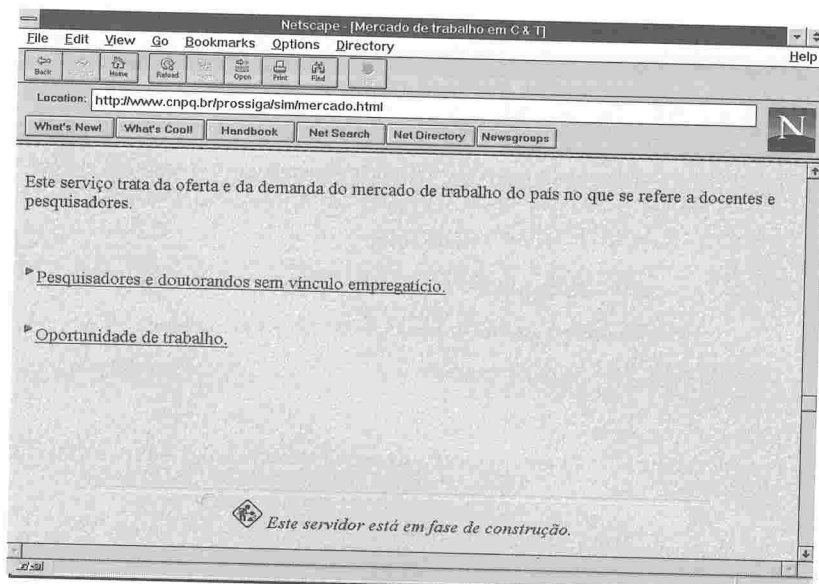 Netscape - [Mercado de trabalho em C & T]
File Edit View Go Bookmarks Options Directory Help
Back Home Reload Open Print Find
Location: http://www.cnpq.br/prossiga/sim/mercado.html
N
What's New! What's Cool! Handbook Net Search Net Directory Newsgroups
Este serviço trata da oferta e da demanda do mercado de trabalho do país no que se refere a docentes e
pesquisadores.
Pesquisadores e doutorandos sem vínculo empregatício.
Oportunidade de trabalho.
Este servidor está em fase de construção.